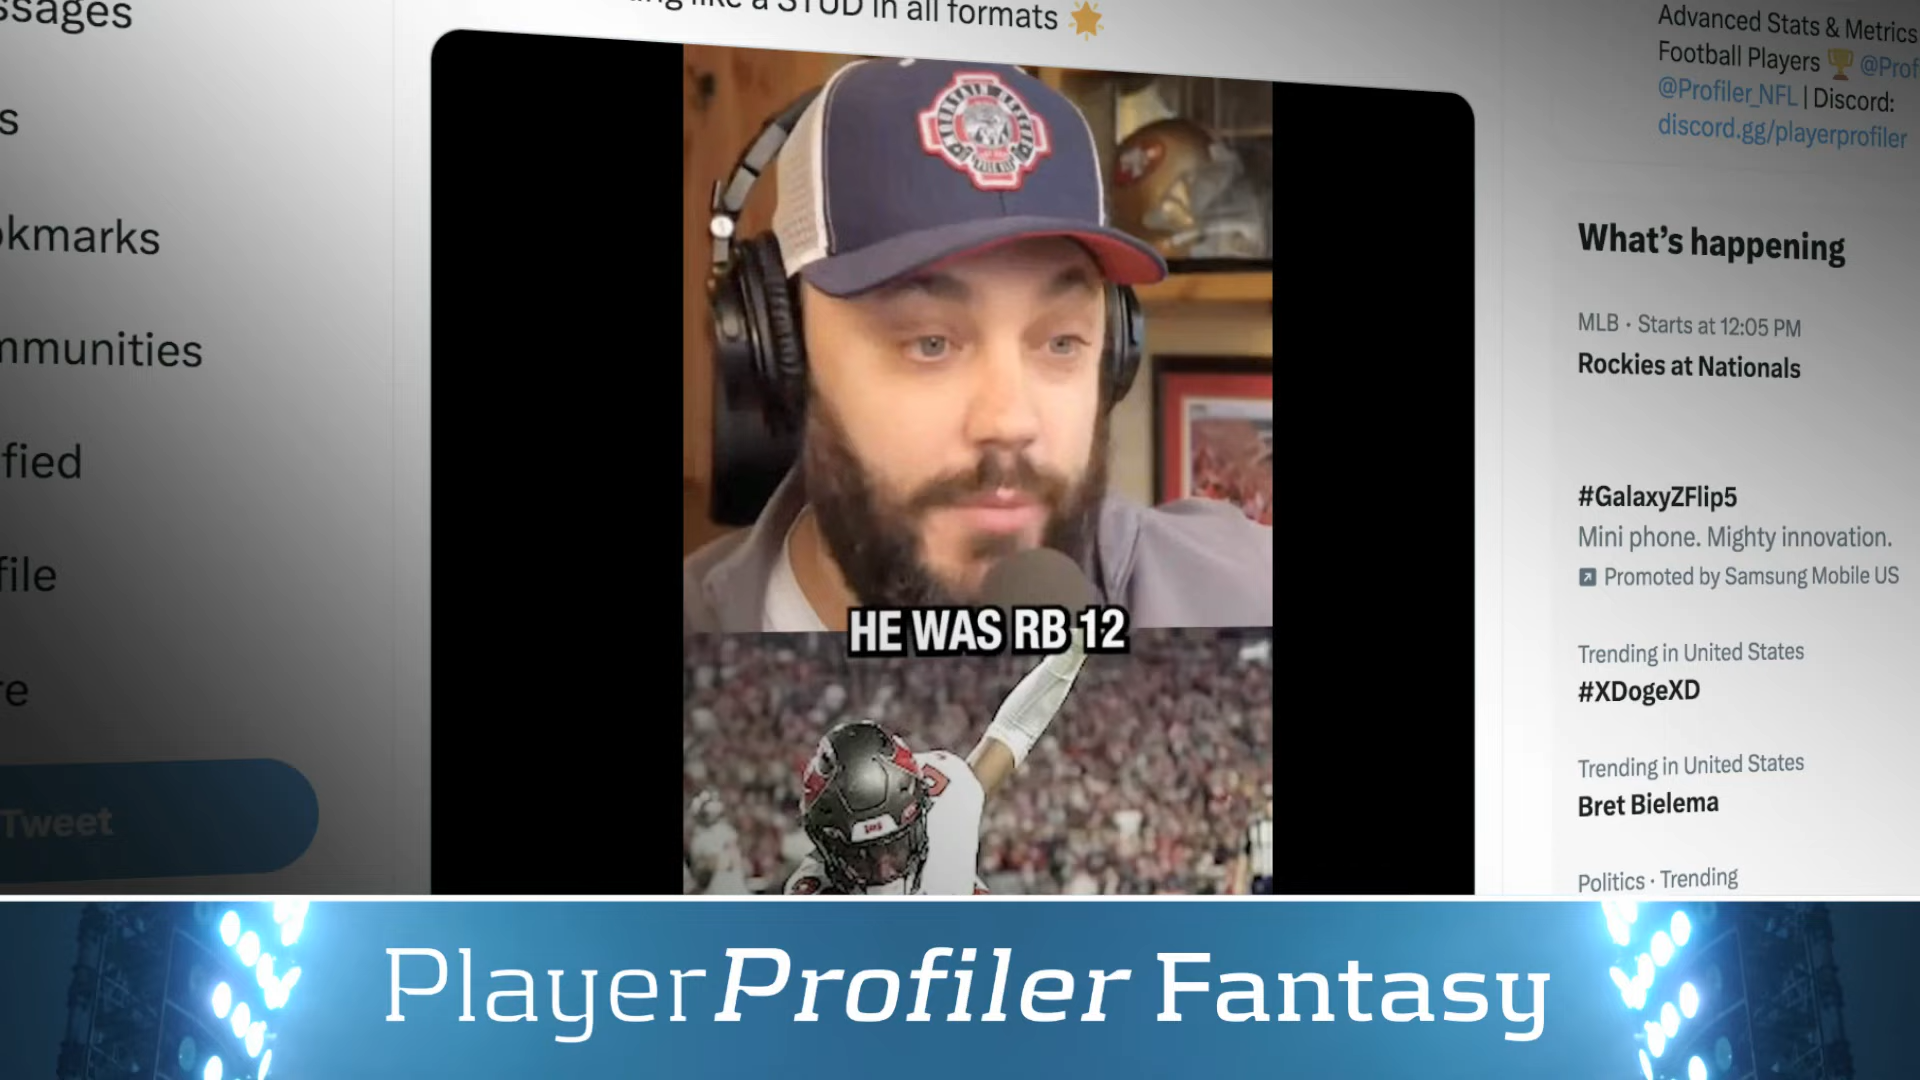 ssages
s
okmarks
mmunities
fied
file
re
Tweet
like a STUD in all formats
HE WAS RB 12
Advanced Stats & Metrics
Football Players 🏆 @Prof
@Profiler_NFL | Discord:
discord.gg/playerprofiler
What's happening
MLB · Starts at 12:05 PM
Rockies at Nationals
#GalaxyZFlip5
Mini phone. Mighty innovation.
Promoted by Samsung Mobile US
Trending in United States
#XDogeXD
Trending in United States
Bret Bielema
Politics · Trending
PlayerProfiler Fantasy